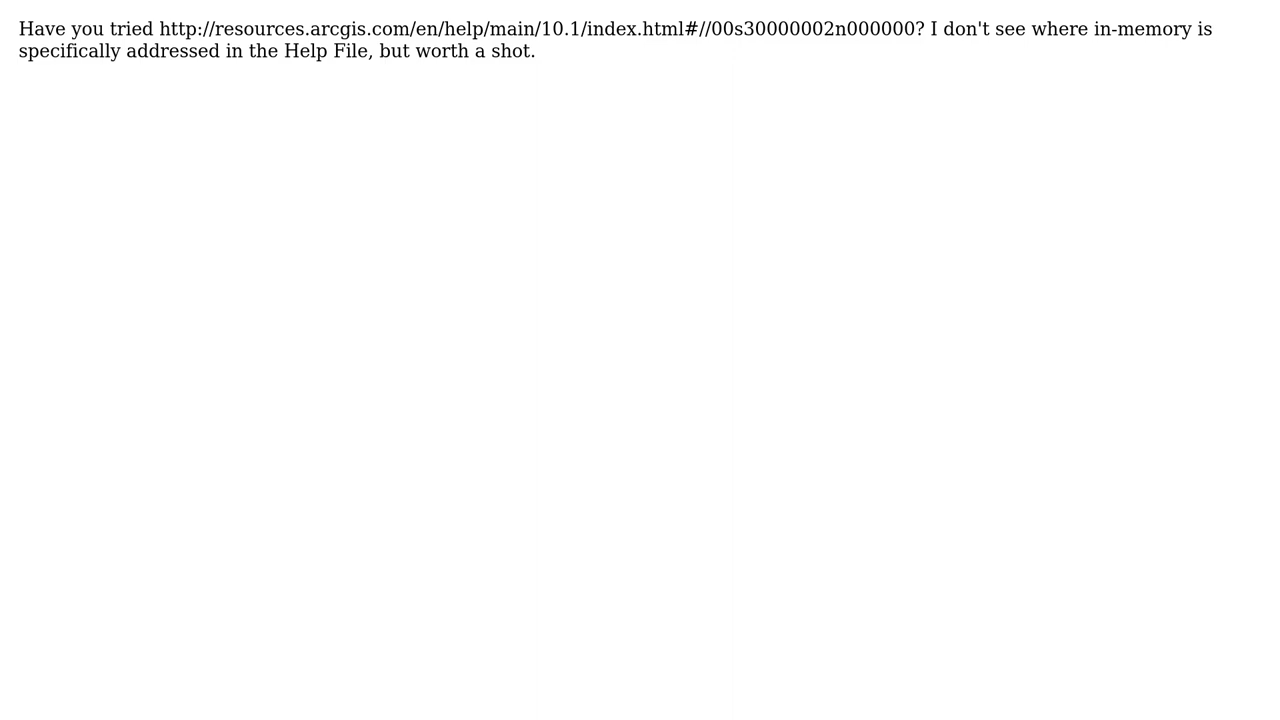 Have you tried http://resources.arcgis.com/en/help/main/10.1/index.html#//00s30000002n000000? I don't see where in-memory is
specifically addressed in the Help File, but worth a shot.